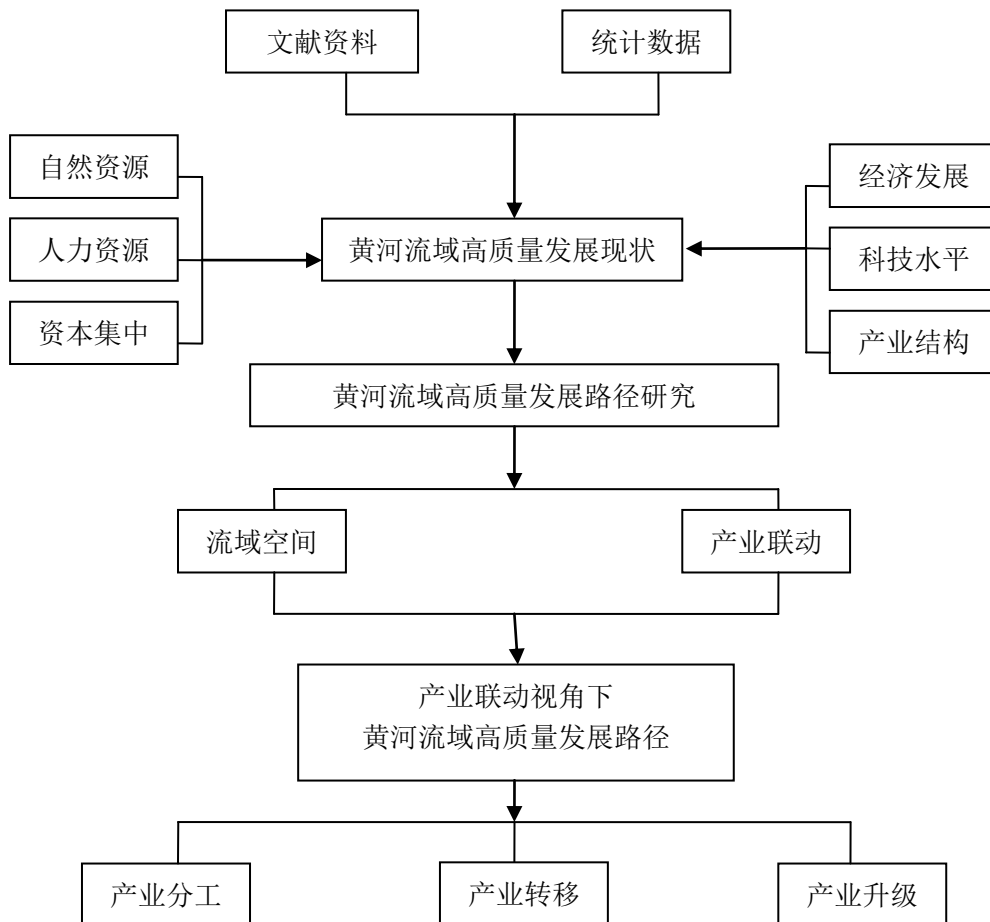 文献资料
统计数据
自然资源
人力资源
资本集中
黄河流域高质量发展现状
经济发展
科技水平
产业结构
黄河流域高质量发展路径研究
流域空间
产业联动
产业联动视角下
黄河流域高质量发展路径
产业分工
产业转移
产业升级